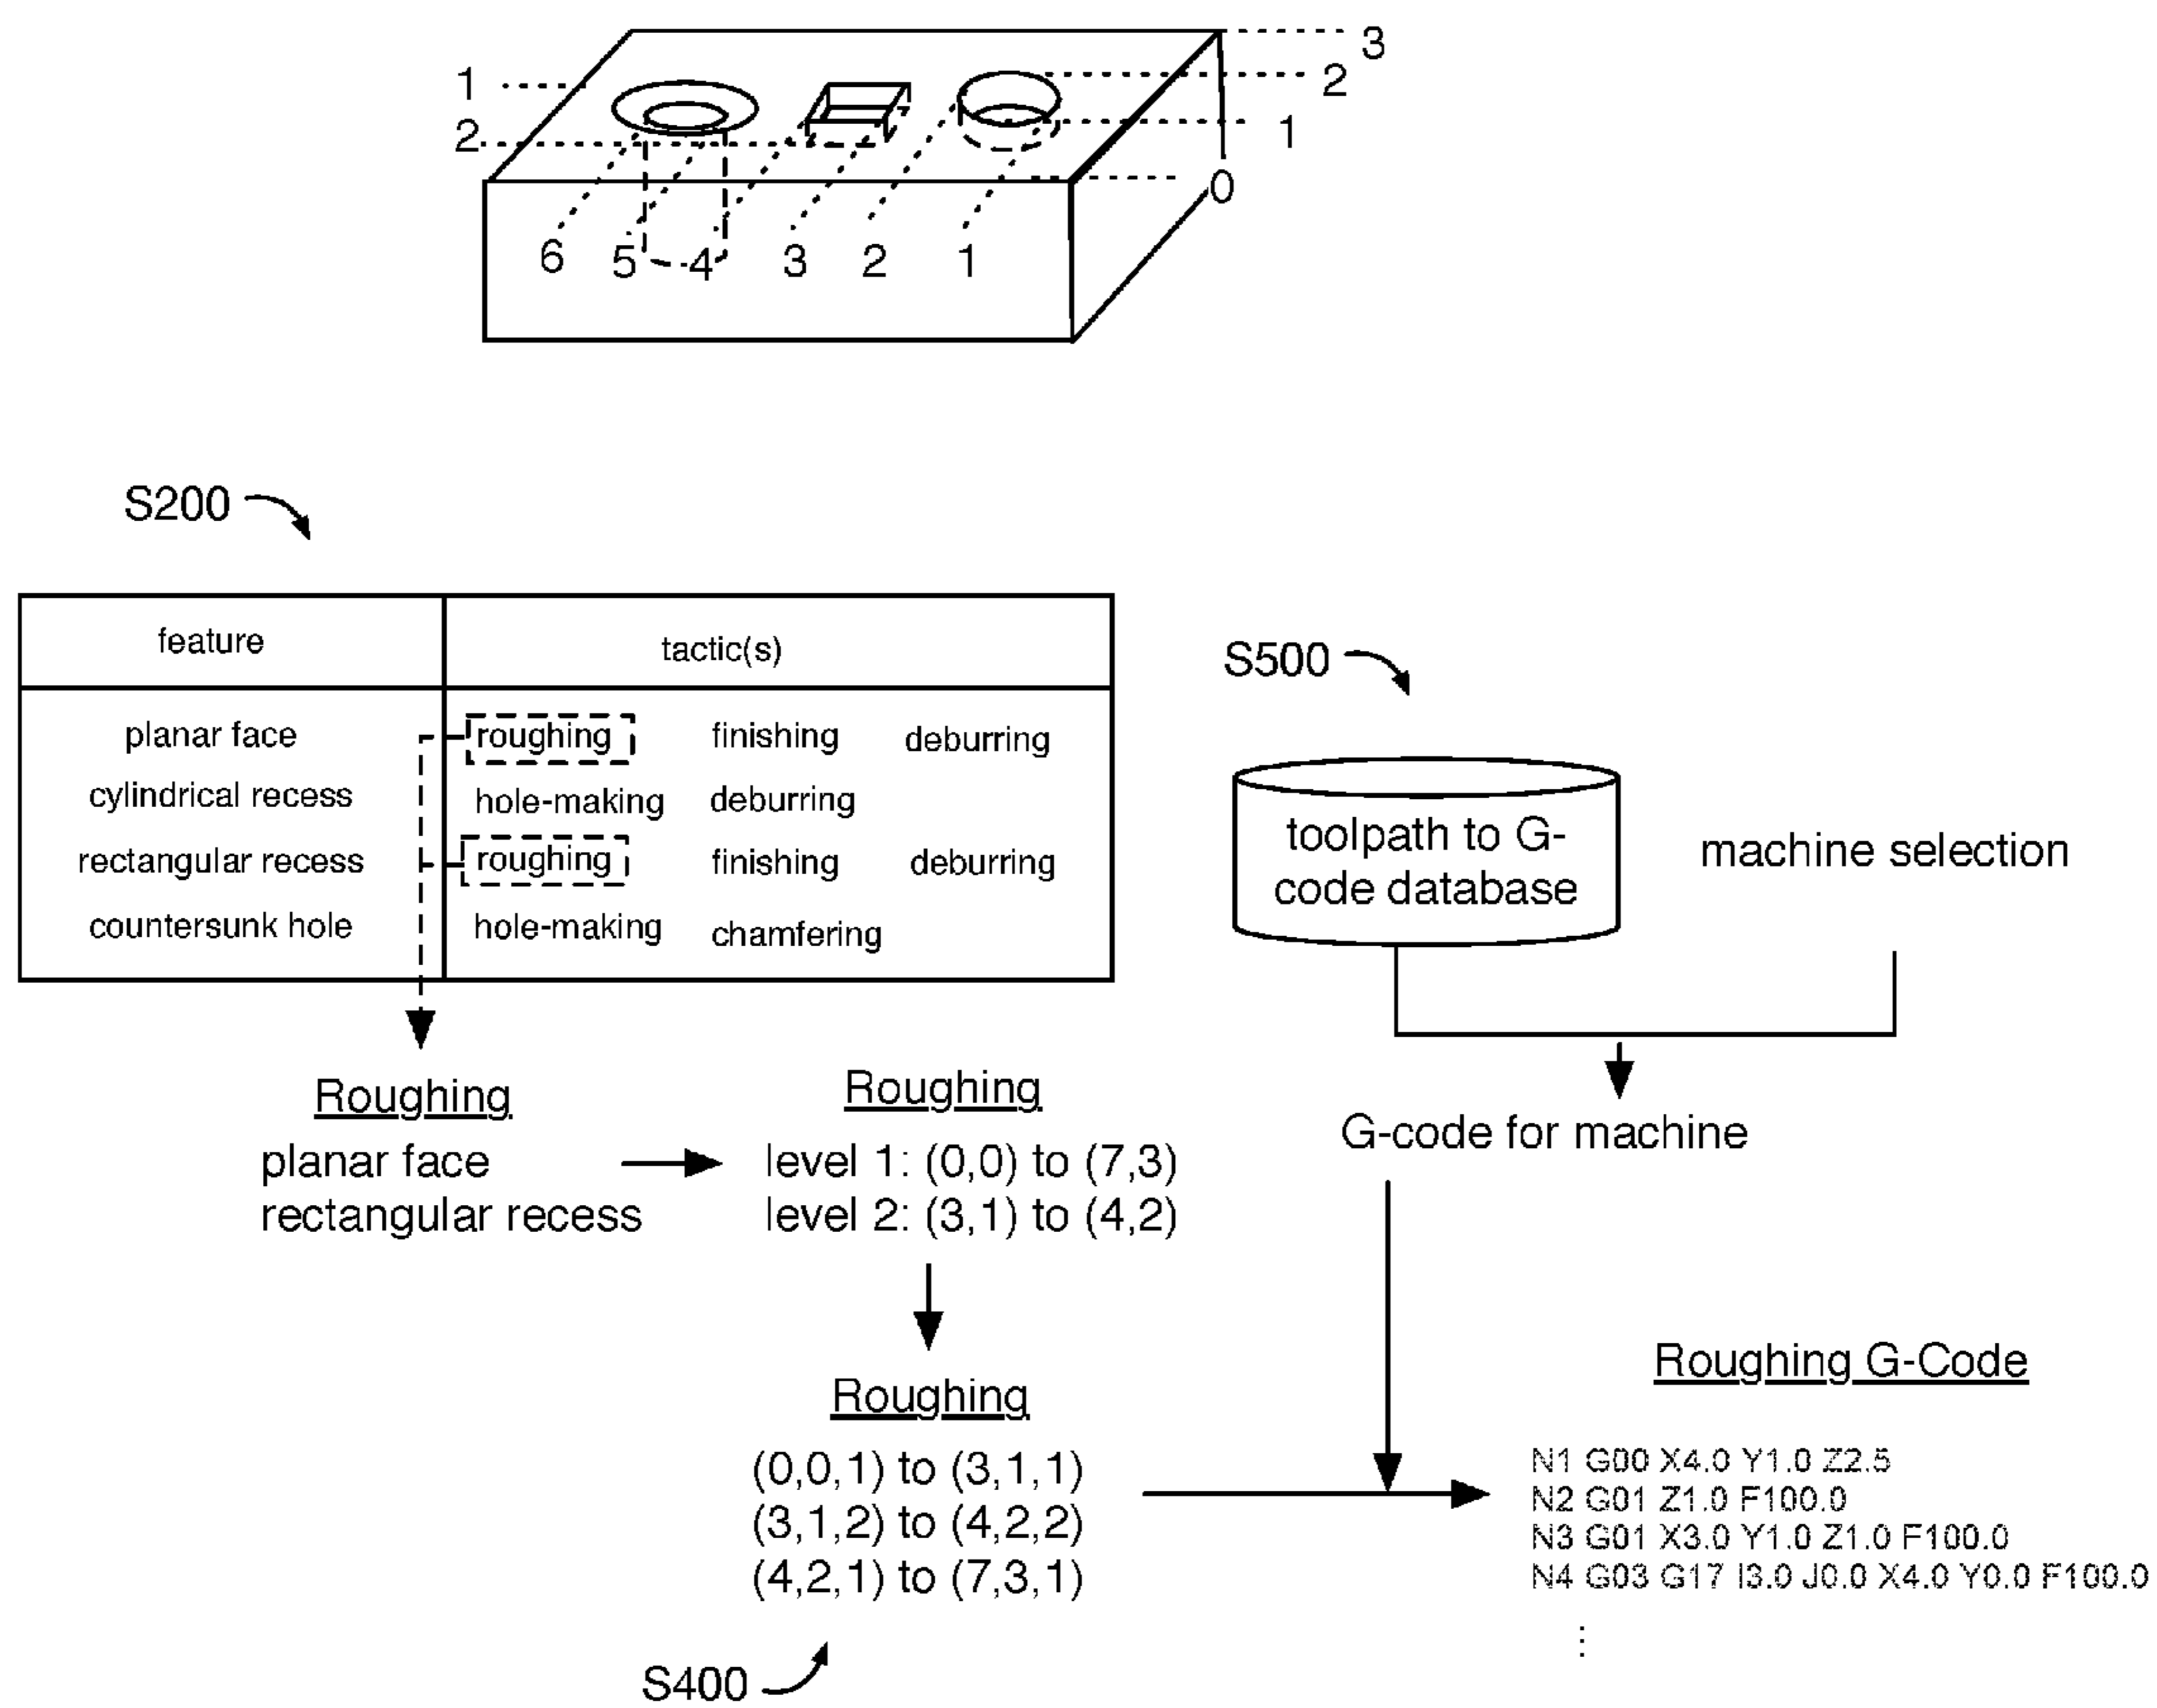 3
1
2
2
1
0
6 5 4 3 2 1
S200
feature tactic(s)
planar face roughing finishing deburring
cylindrical recess hole-making deburring
rectangular recess roughing finishing deburring
countersunk hole hole-making chamfering
S500
toolpath to G-
code database
machine selection
G-code for machine
Roughing
planar face
rectangular recess
Roughing
level 1: (0,0) to (7,3)
level 2: (3,1) to (4,2)
Roughing
(0,0,1) to (3,1,1)
(3,1,2) to (4,2,2)
(4,2,1) to (7,3,1)
S400
Roughing G-Code
N1 G00 X4.0 Y1.0 Z2.5
N2 G01 Z1.0 F100.0
N3 G01 X3.0 Y1.0 Z1.0 F100.0
N4 G03 G17 I3.0 J0.0 X4.0 Y0.0 F100.0
⋮